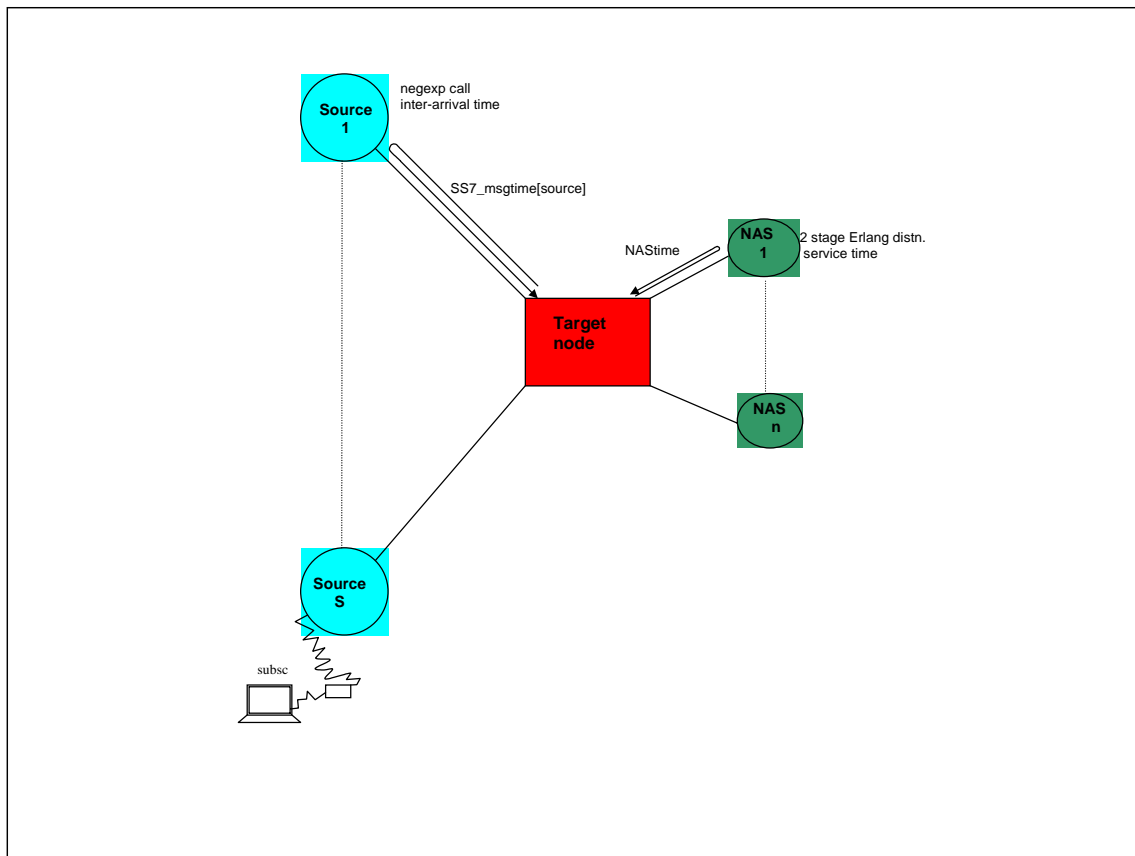 negexp call
inter-arrival time
Source
1
SS7_msgtime[source]
NAStime
NAS
1
2 stage Erlang distn.
service time
Target
node
NAS
n
Source
S
subsc